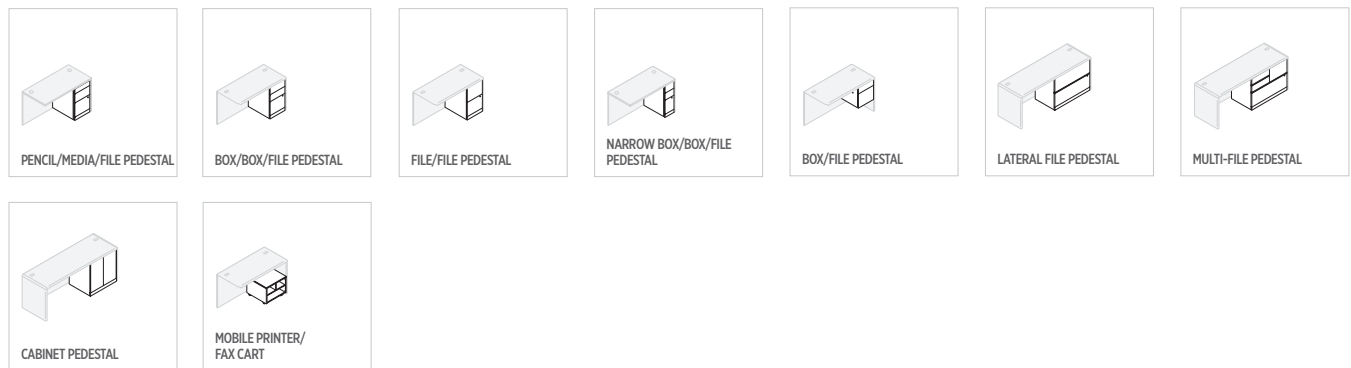 PENCIL/MEDIA/FILE PEDESTAL
BOX/BOX/FILE PEDESTAL
FILE/FILE PEDESTAL
NARROW BOX/BOX/FILE
PEDESTAL
BOX/FILE PEDESTAL
LATERAL FILE PEDESTAL
MULTI-FILE PEDESTAL
CABINET PEDESTAL
MOBILE PRINTER/
FAX CART